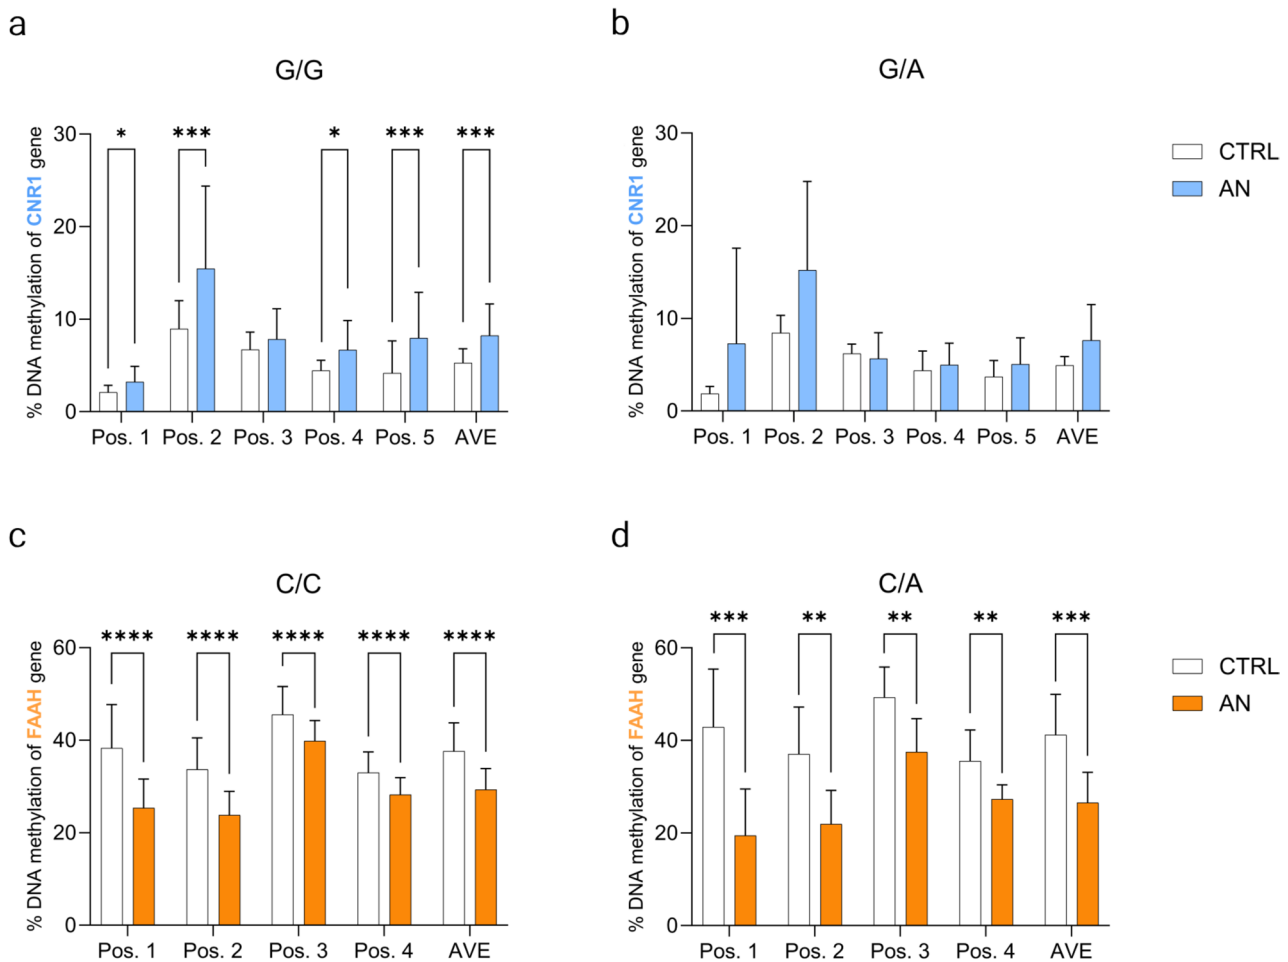 a
G/G
% DNA methylation of CNR1 gene
30
20
10
0
* *** * *** ***
Pos. 1 Pos. 2 Pos. 3 Pos. 4 Pos. 5 AVE
b
G/A
% DNA methylation of CNR1 gene
30
20
10
0
Pos. 1 Pos. 2 Pos. 3 Pos. 4 Pos. 5 AVE
CTRL
AN
c
C/C
% DNA methylation of FAAH gene
60
40
20
0
**** **** **** **** ****
Pos. 1 Pos. 2 Pos. 3 Pos. 4 AVE
d
C/A
% DNA methylation of FAAH gene
60
40
20
0
*** ** ** ** ***
Pos. 1 Pos. 2 Pos. 3 Pos. 4 AVE
CTRL
AN